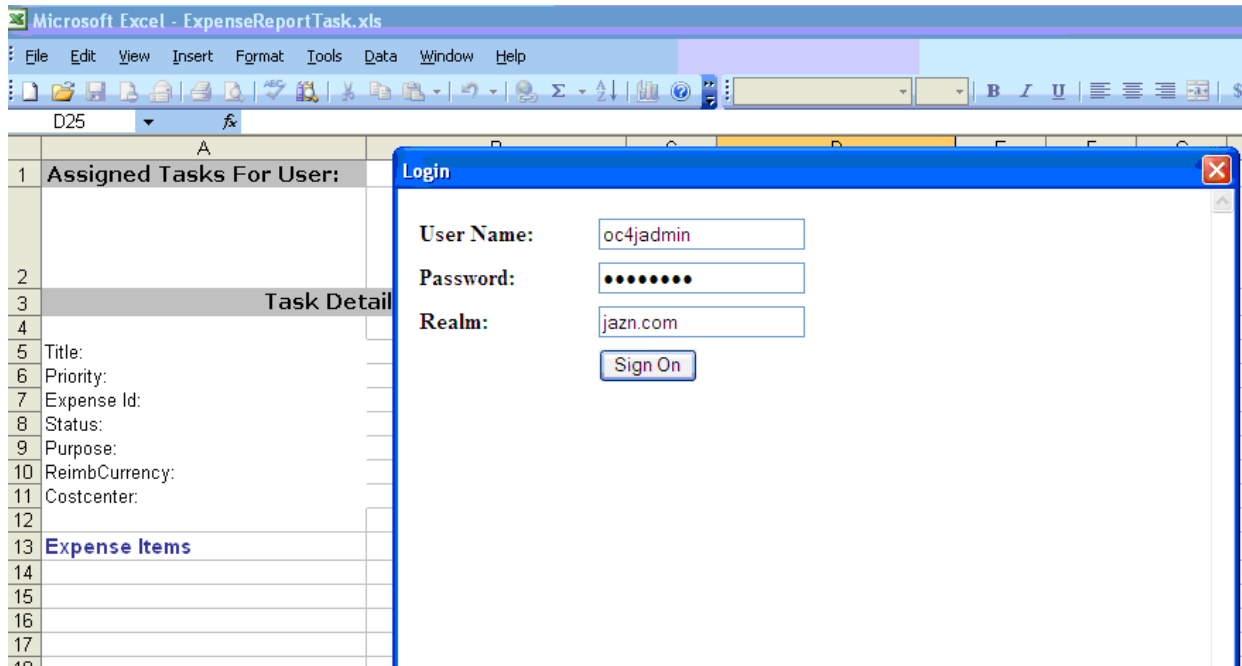 Microsoft Excel - ExpenseReportTask.xls
File Edit View Insert Format Tools Data Window Help
ABC Σ A Z B I U a $
D25 fx
A
1 Assigned Tasks For User:
Login
User Name: oc4jadmin
2 Password: ●●●●●●●●
3 Task Detail
4 Realm: jazn.com
5 Title:
Sign On
6 Priority:
7 Expense Id:
8 Status:
9 Purpose:
10 ReimbCurrency:
11 Costcenter:
12
13 Expense Items
14
15
16
17